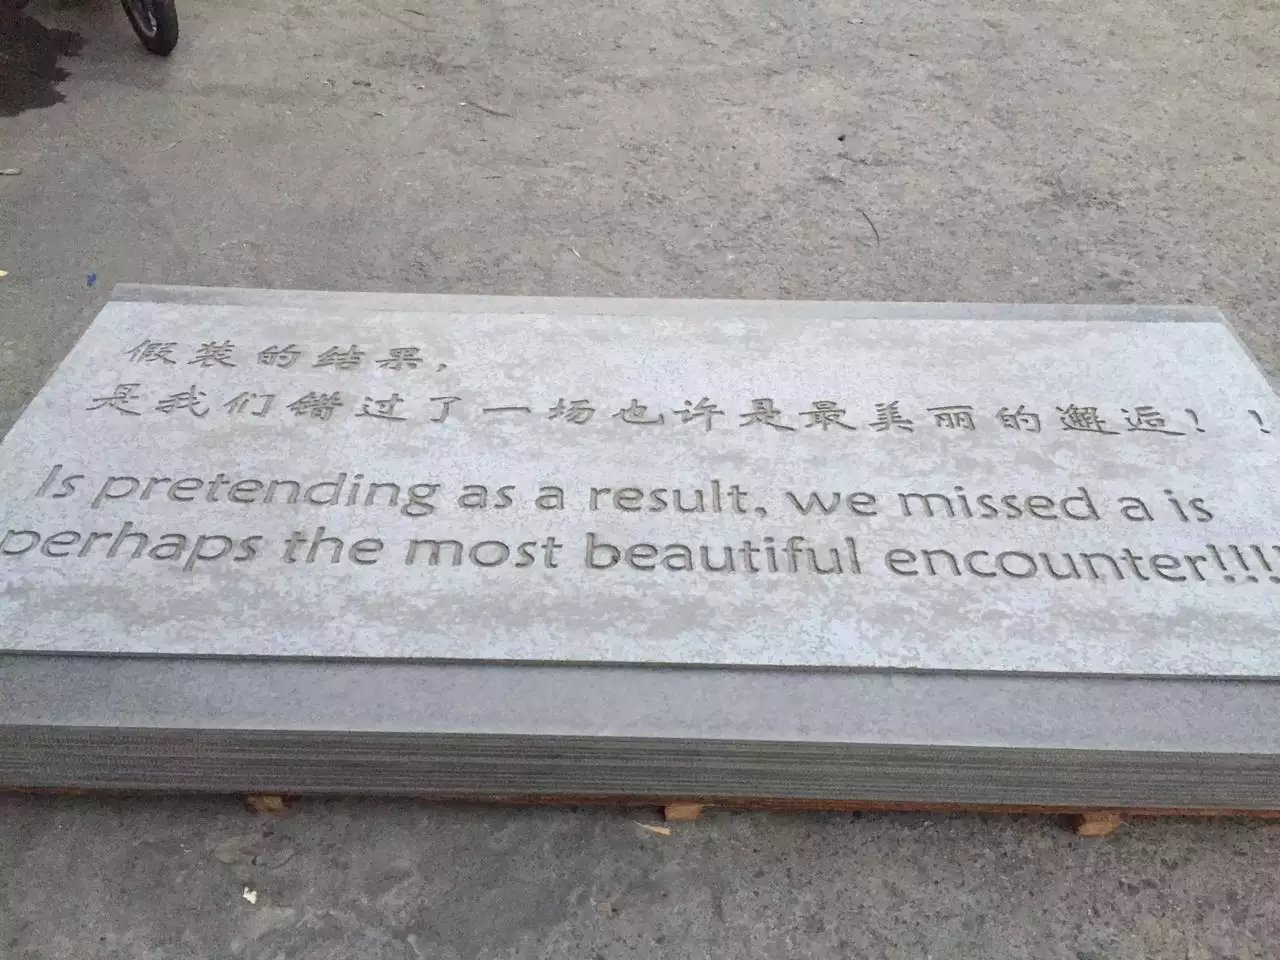 假装的结果，
是我们错过了一场也许是最美丽的邂逅！！
Is pretending as a result, we missed a is
perhaps the most beautiful encounter!!!!